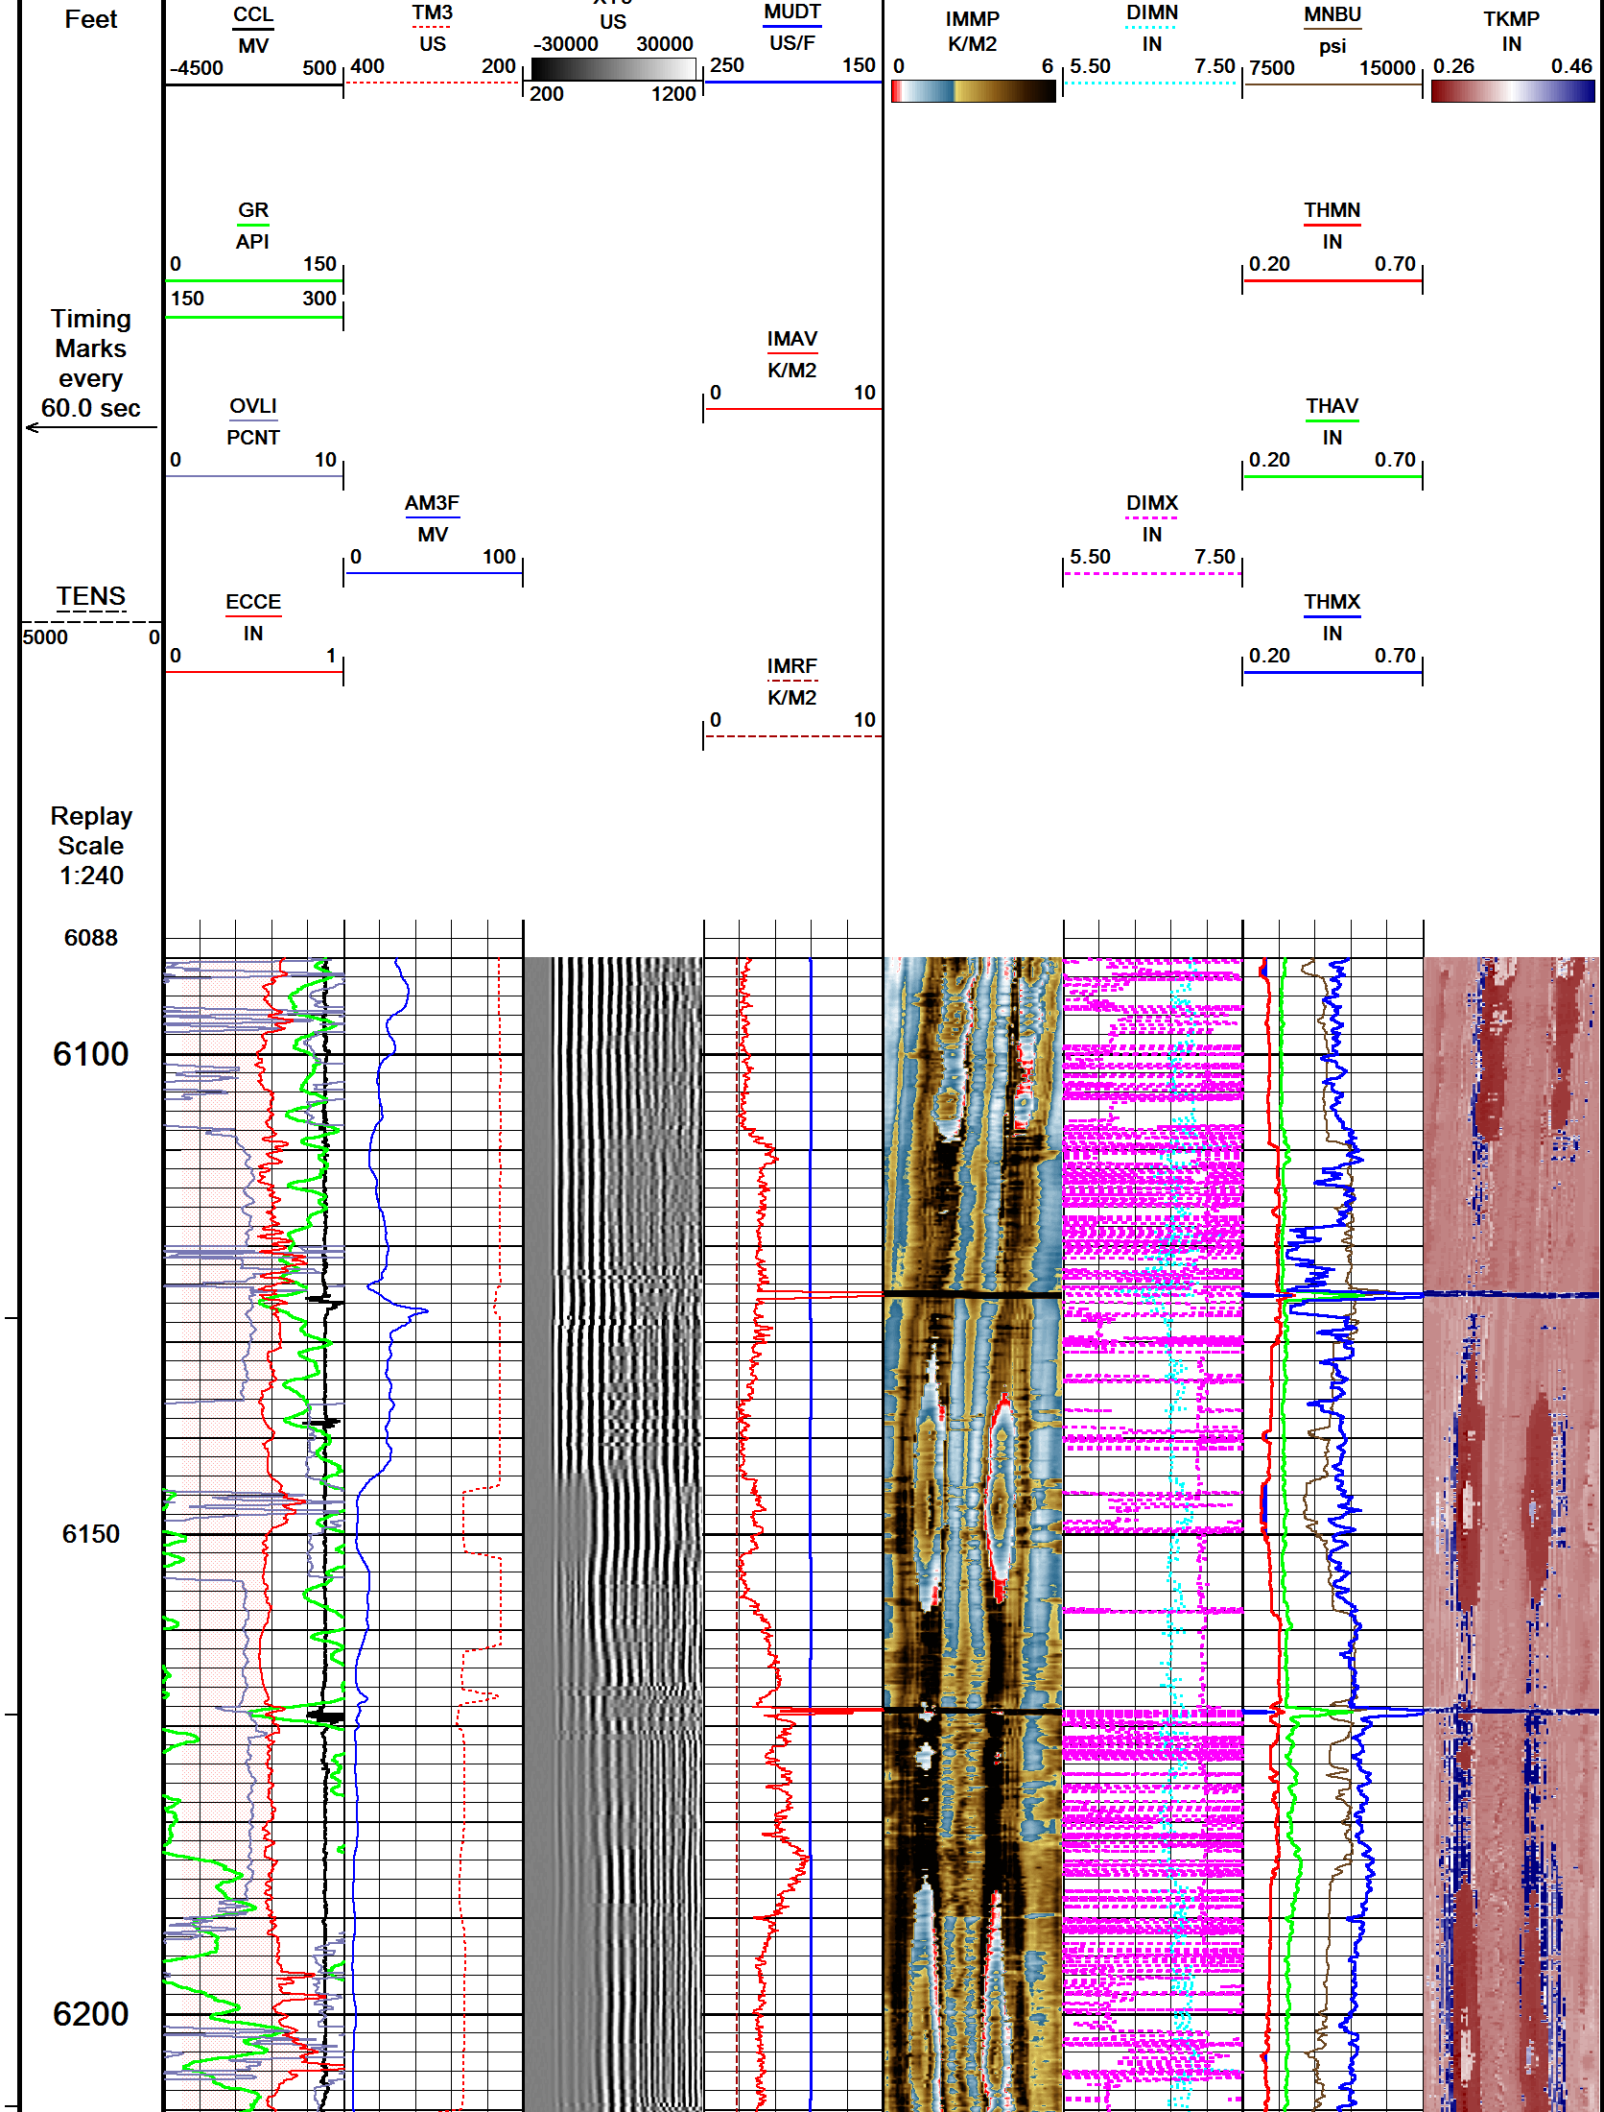 Feet
CCL
MV
-4500 500
TM3
US
400 200
US
-30000 30000
200 1200
MUDT
US/F
250 150
IMMP
K/M2
0 6
DIMN
IN
5.50 7.50
MNBU
psi
7500 15000
TKMP
IN
0.26 0.46
GR
API
0 150
150 300
THMN
IN
0.20 0.70
Timing
Marks
every
60.0 sec
IMAV
K/M2
0 10
OVLI
PCNT
0 10
THAV
IN
0.20 0.70
AM3F
MV
0 100
DIMX
IN
5.50 7.50
TENS
5000 0
ECCE
IN
0 1
THMX
IN
0.20 0.70
IMRF
K/M2
0 10
Replay
Scale
1:240
6088
6100
6150
6200